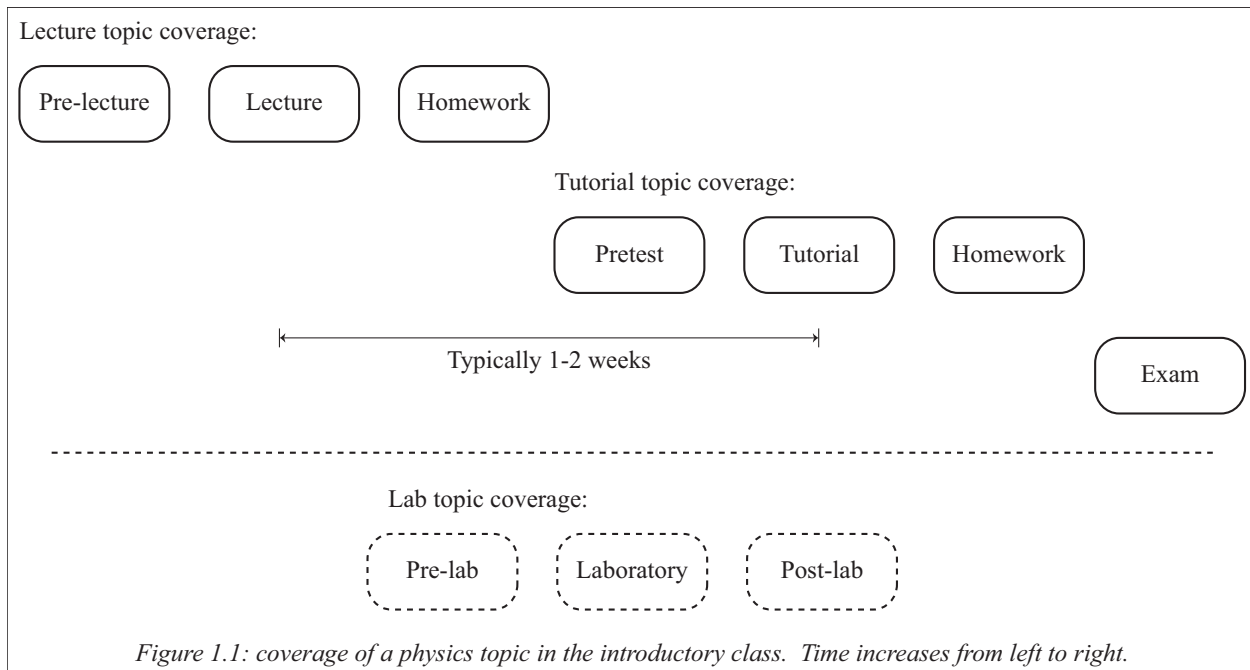 Lecture topic coverage:
Pre-lecture
Lecture
Homework
Tutorial topic coverage:
Pretest
Tutorial
Homework
Typically 1-2 weeks
Exam
Lab topic coverage:
Pre-lab
Laboratory
Post-lab
Figure 1.1: coverage of a physics topic in the introductory class.  Time increases from left to right.